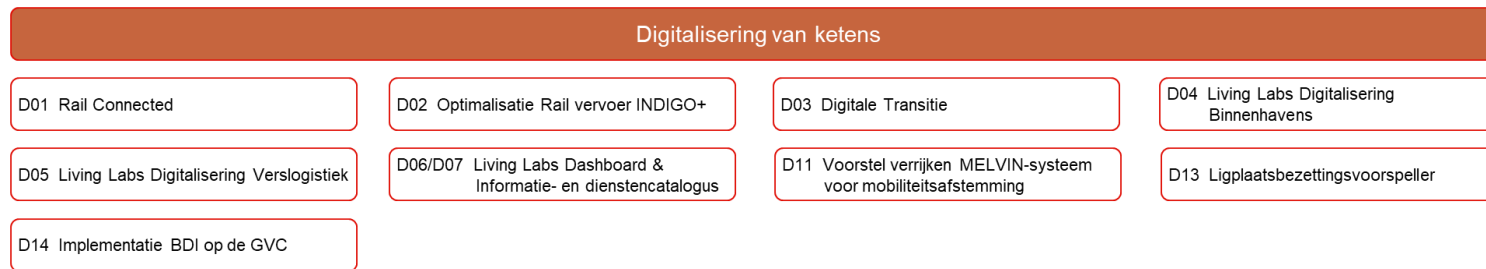 Digitalisering van ketens
D01 Rail Connected
D02 Optimalisatie Rail vervoer INDIGO+
D03 Digitale Transitie
D04 Living Labs Digitalisering
Binnenhavens
D05 Living Labs Digitalisering Verslogistiek
D06/D07 Living Labs Dashboard &
Informatie- en dienstencatalogus
D11 Voorstel verrijken MELVIN-systeem
voor mobiliteitsafstemming
D13 Ligplaatsbezettingsvoorspeller
D14 Implementatie BDI op de GVC